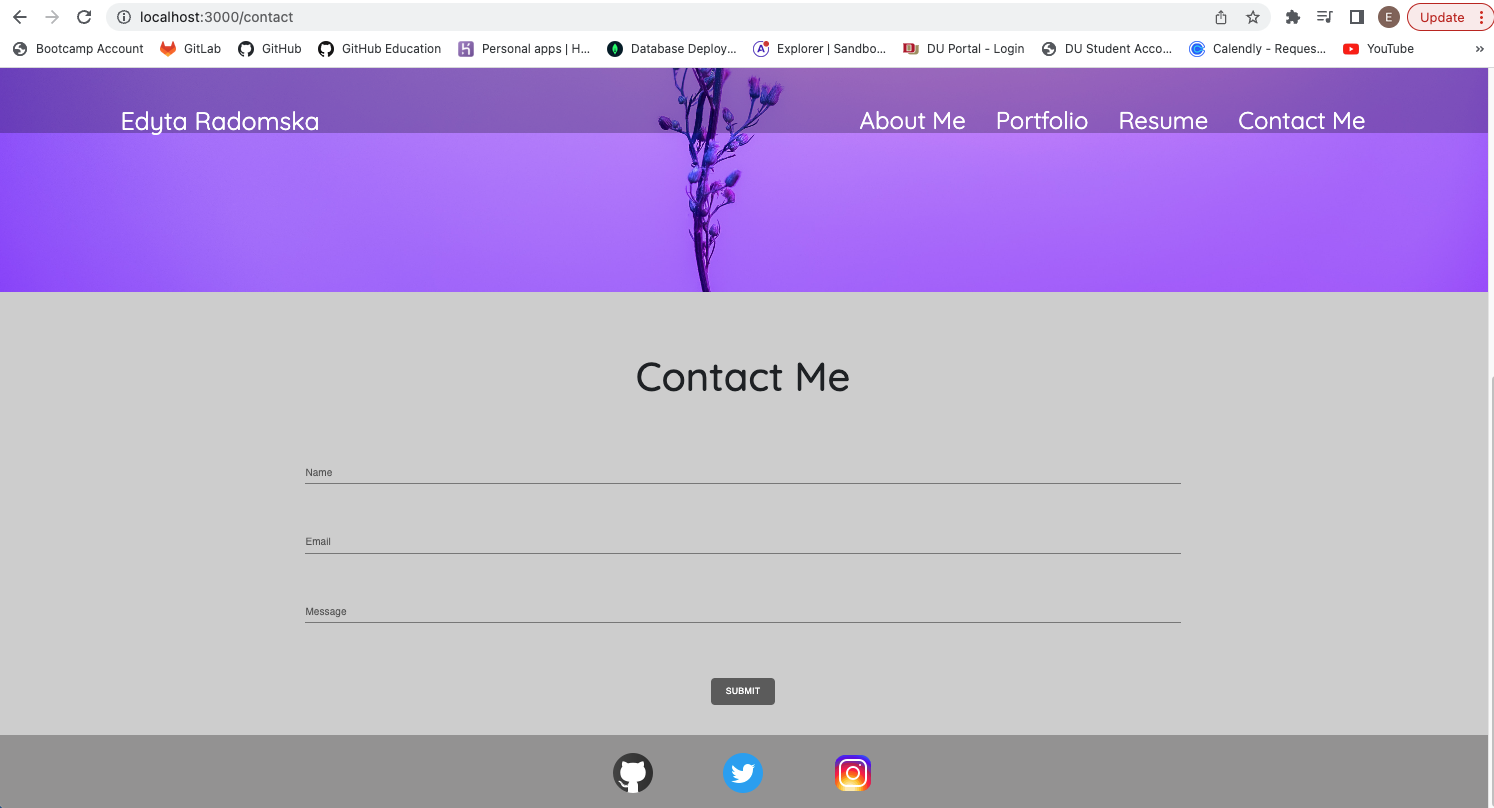 localhost:3000/contact
E
Update
Bootcamp Account GitLab GitHub GitHub Education Personal apps | H... Database Deploy... Explorer | Sandbo... DU Portal - Login DU Student Acco... Calendly - Reques... YouTube »
Edyta Radomska About Me Portfolio Resume Contact Me
Contact Me
Name
Email
Message
SUBMIT